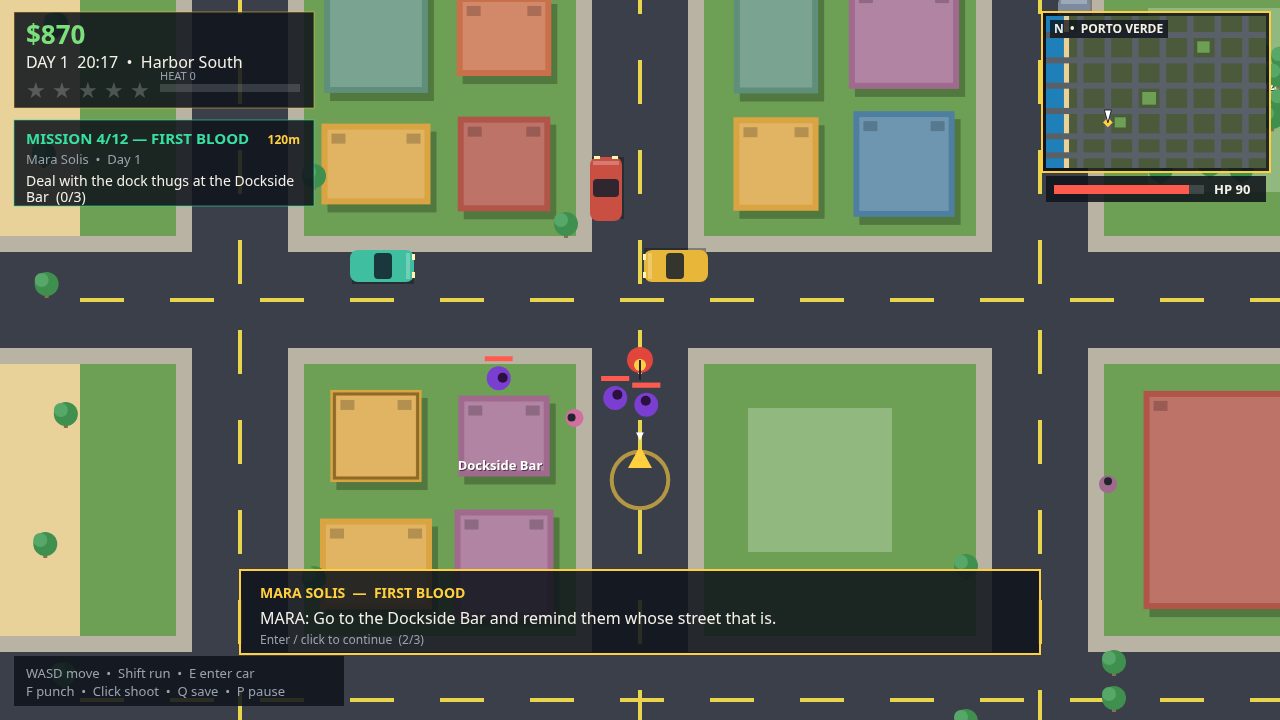 $870
DAY 1 20:17 • Harbor South
HEAT 0
★ ★ ★ ★ ★
MISSION 4/12 — FIRST BLOOD 120m
Mara Solis • Day 1
Deal with the dock thugs at the Dockside
Bar (0/3)
N • PORTO VERDE
HP 90
Dockside Bar
MARA SOLIS — FIRST BLOOD
MARA: Go to the Dockside Bar and remind them whose street that is.
Enter / click to continue (2/3)
WASD move • Shift run • E enter car
F punch • Click shoot • Q save • P pause